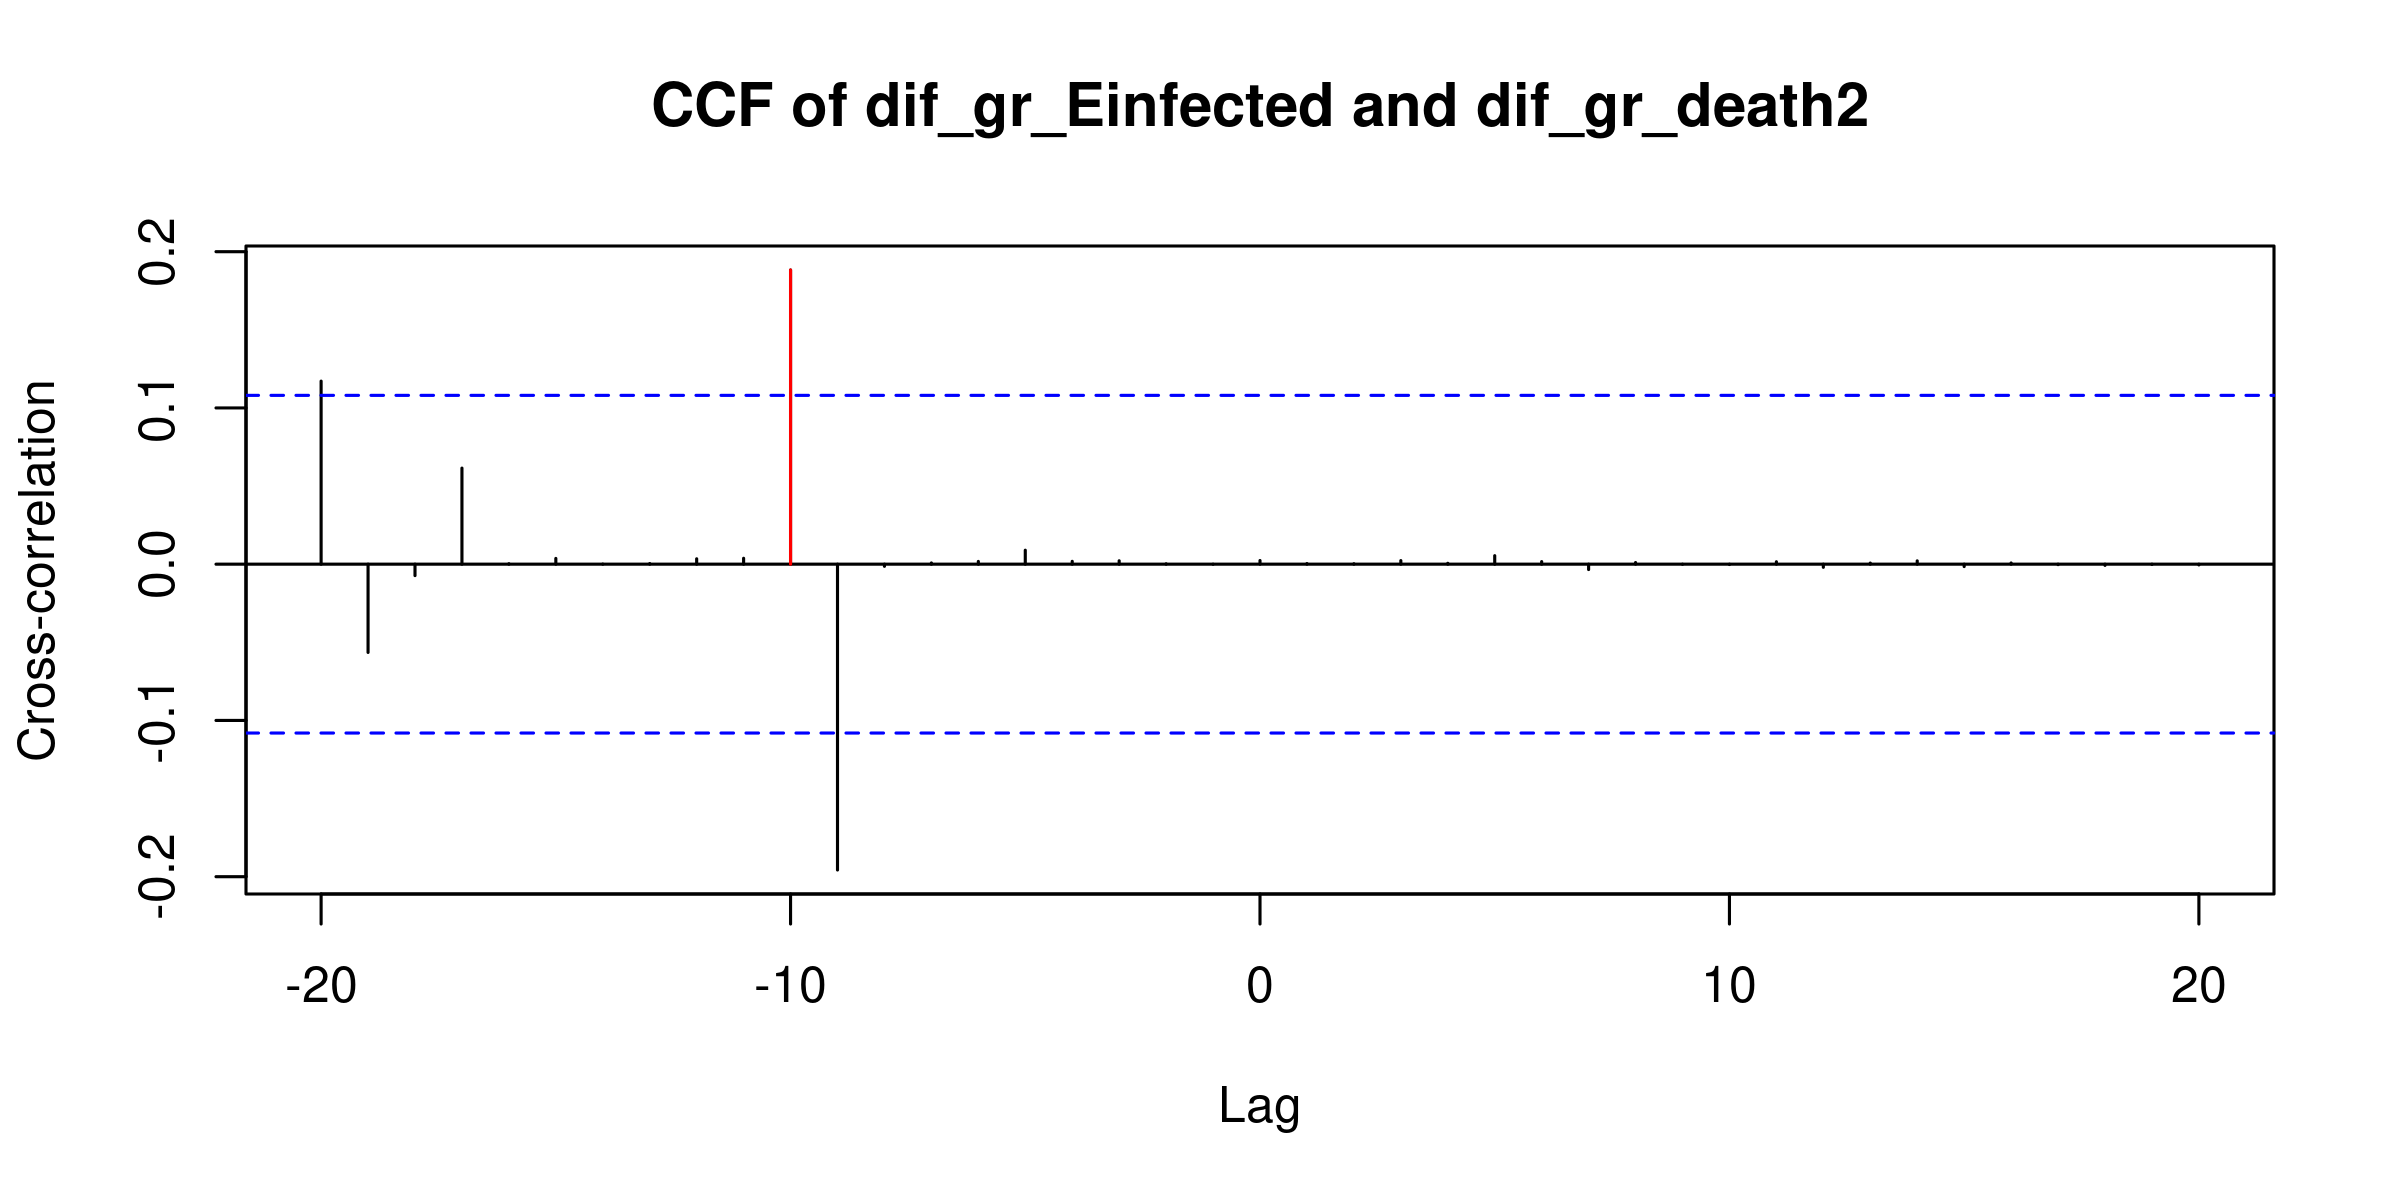 CCF of dif_gr_Einfected and dif_gr_death2
Cross-correlation
0.2
0.1
0.0
-0.1
-0.2
-20 -10 0 10 20
Lag